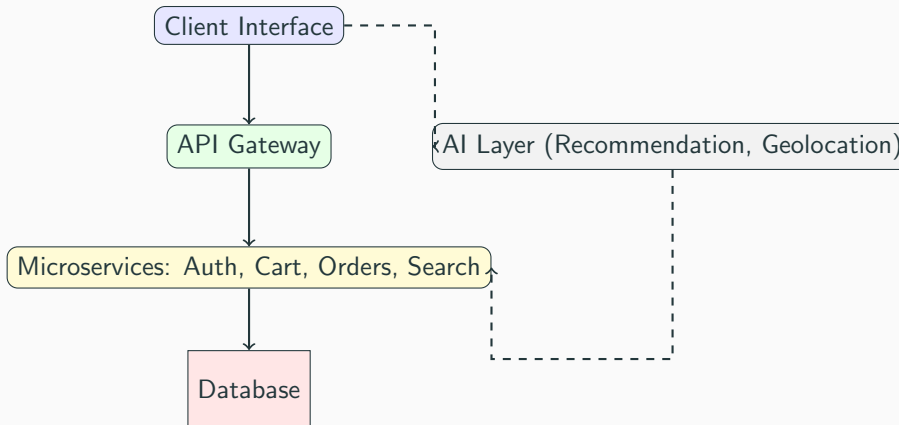 Client Interface
API Gateway
AI Layer (Recommendation, Geolocation)
Microservices: Auth, Cart, Orders, Search
Database